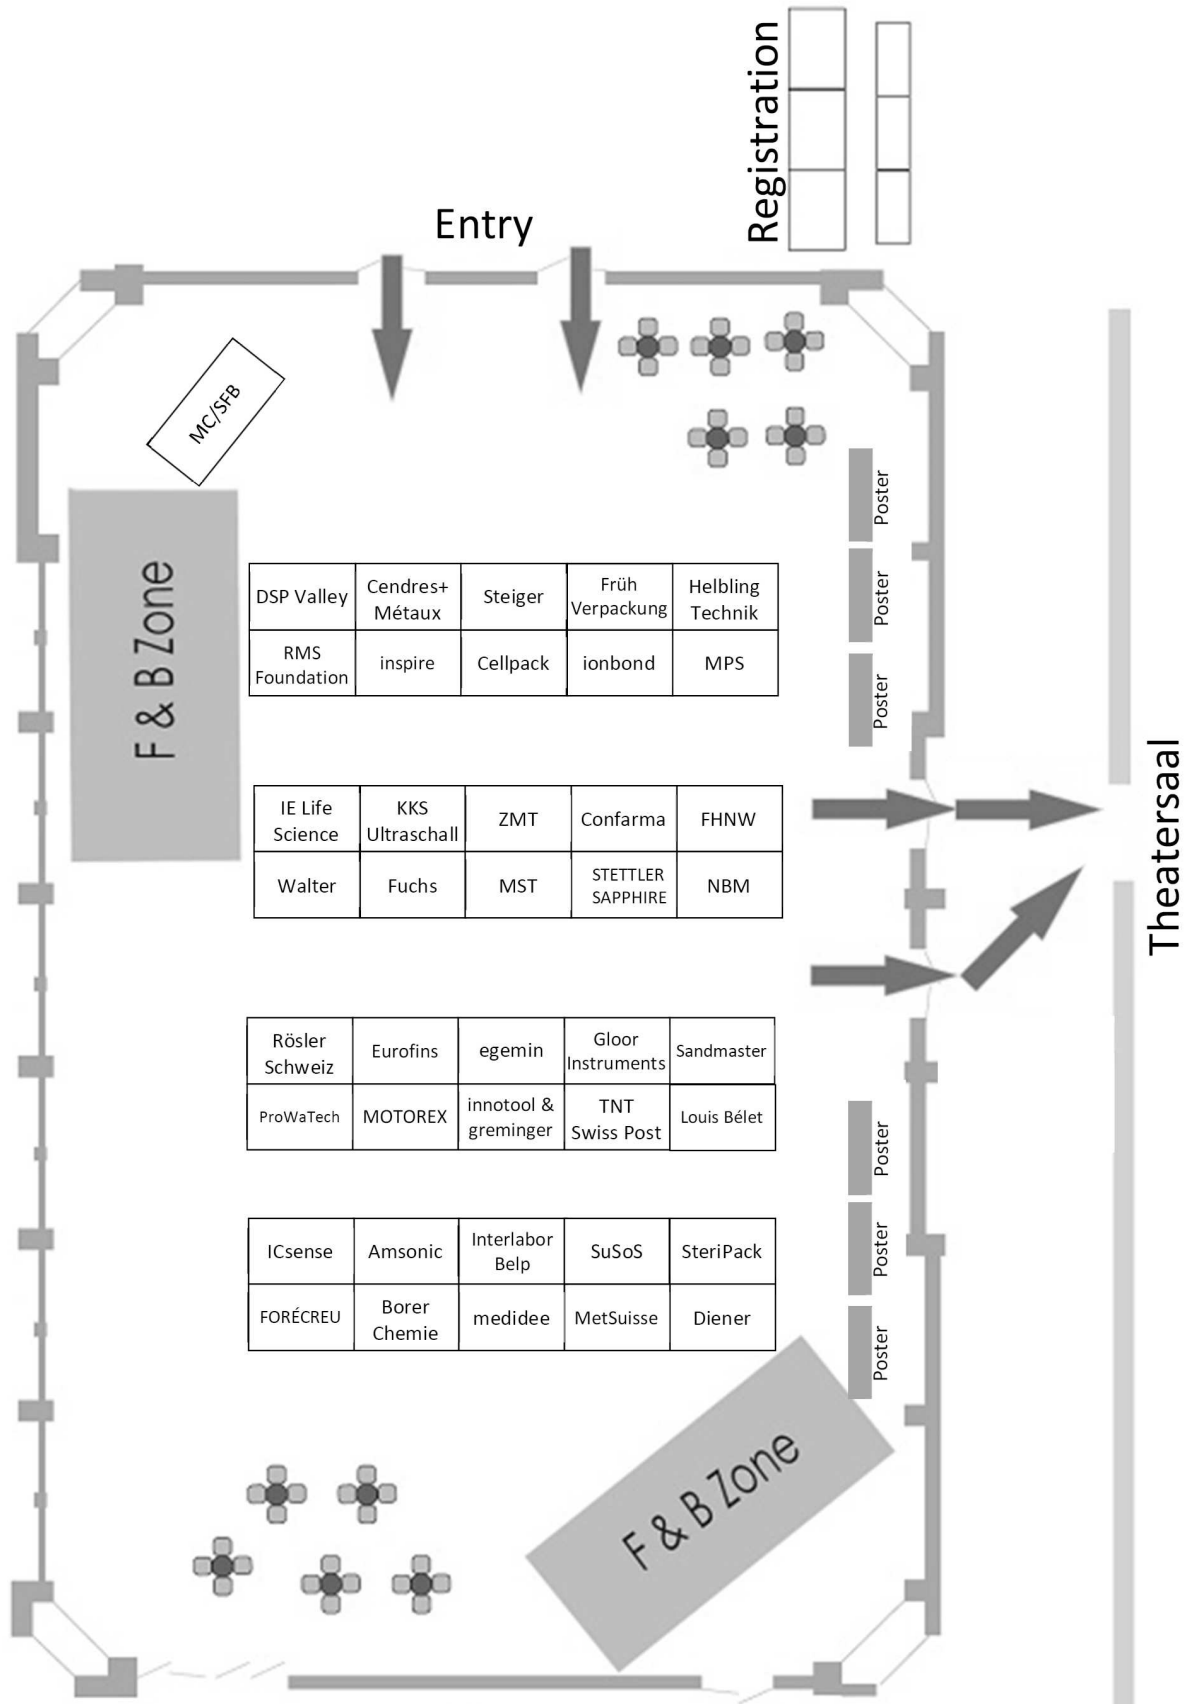 Registration
Entry
MC/SFB
F & B Zone
Poster
Poster
Poster
DSP Valley
Cendres+
Métaux
Steiger
Früh
Verpackung
Helbling
Technik
RMS
Foundation
inspire
Cellpack
ionbond
MPS
IE Life
Science
KKS
Ultraschall
ZMT
Confarma
FHNW
Walter
Fuchs
MST
STETTLER
SAPPHIRE
NBM
Theatersaal
Rösler
Schweiz
Eurofins
egemin
Gloor
Instruments
Sandmaster
ProWaTech
MOTOREX
innotool &
greminger
TNT
Swiss Post
Louis Bélet
Poster
Poster
Poster
ICsense
Amsonic
Interlabor
Belp
SuSoS
SteriPack
FORÉCREU
Borer
Chemie
medidee
MetSuisse
Diener
F & B Zone